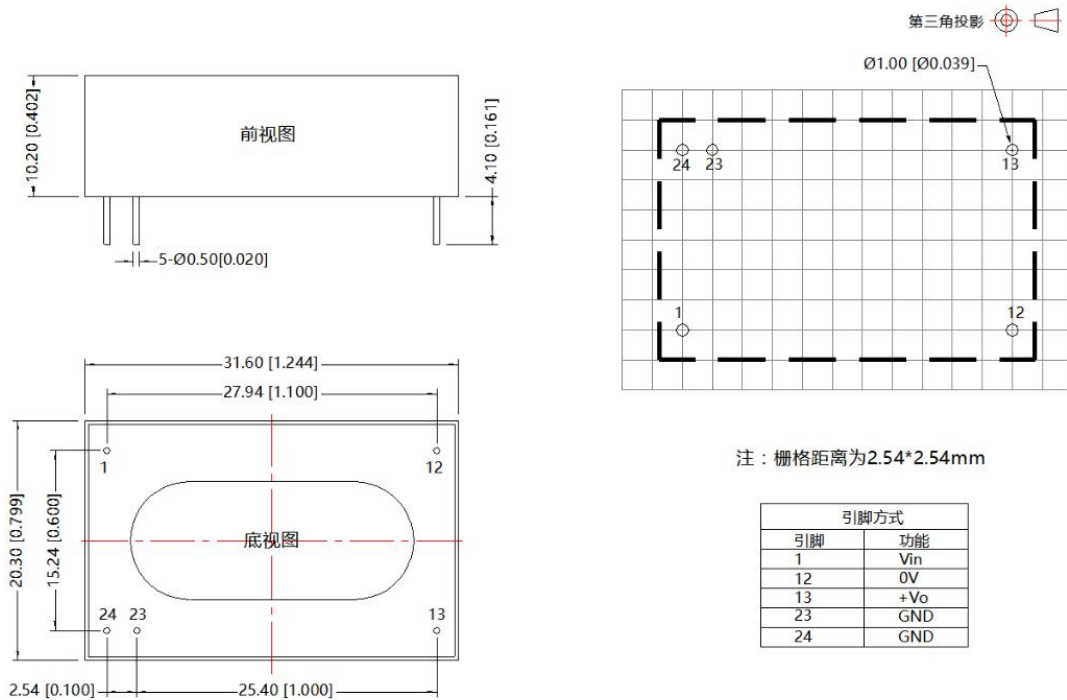 第三角投影
Ø1.00 [Ø0.039]
10.20 [0.402]
前视图
4.10 [0.161]
5-Ø0.50[0.020]
24 23 13
1 12
31.60 [1.244]
27.94 [1.100]
1 12
20.30 [0.799]
15.24 [0.600]
底视图
24 23 13
2.54 [0.100]
25.40 [1.000]
注：栅格距离为2.54*2.54mm
引脚方式
引脚 功能
1 Vin
12 0V
13 +Vo
23 GND
24 GND